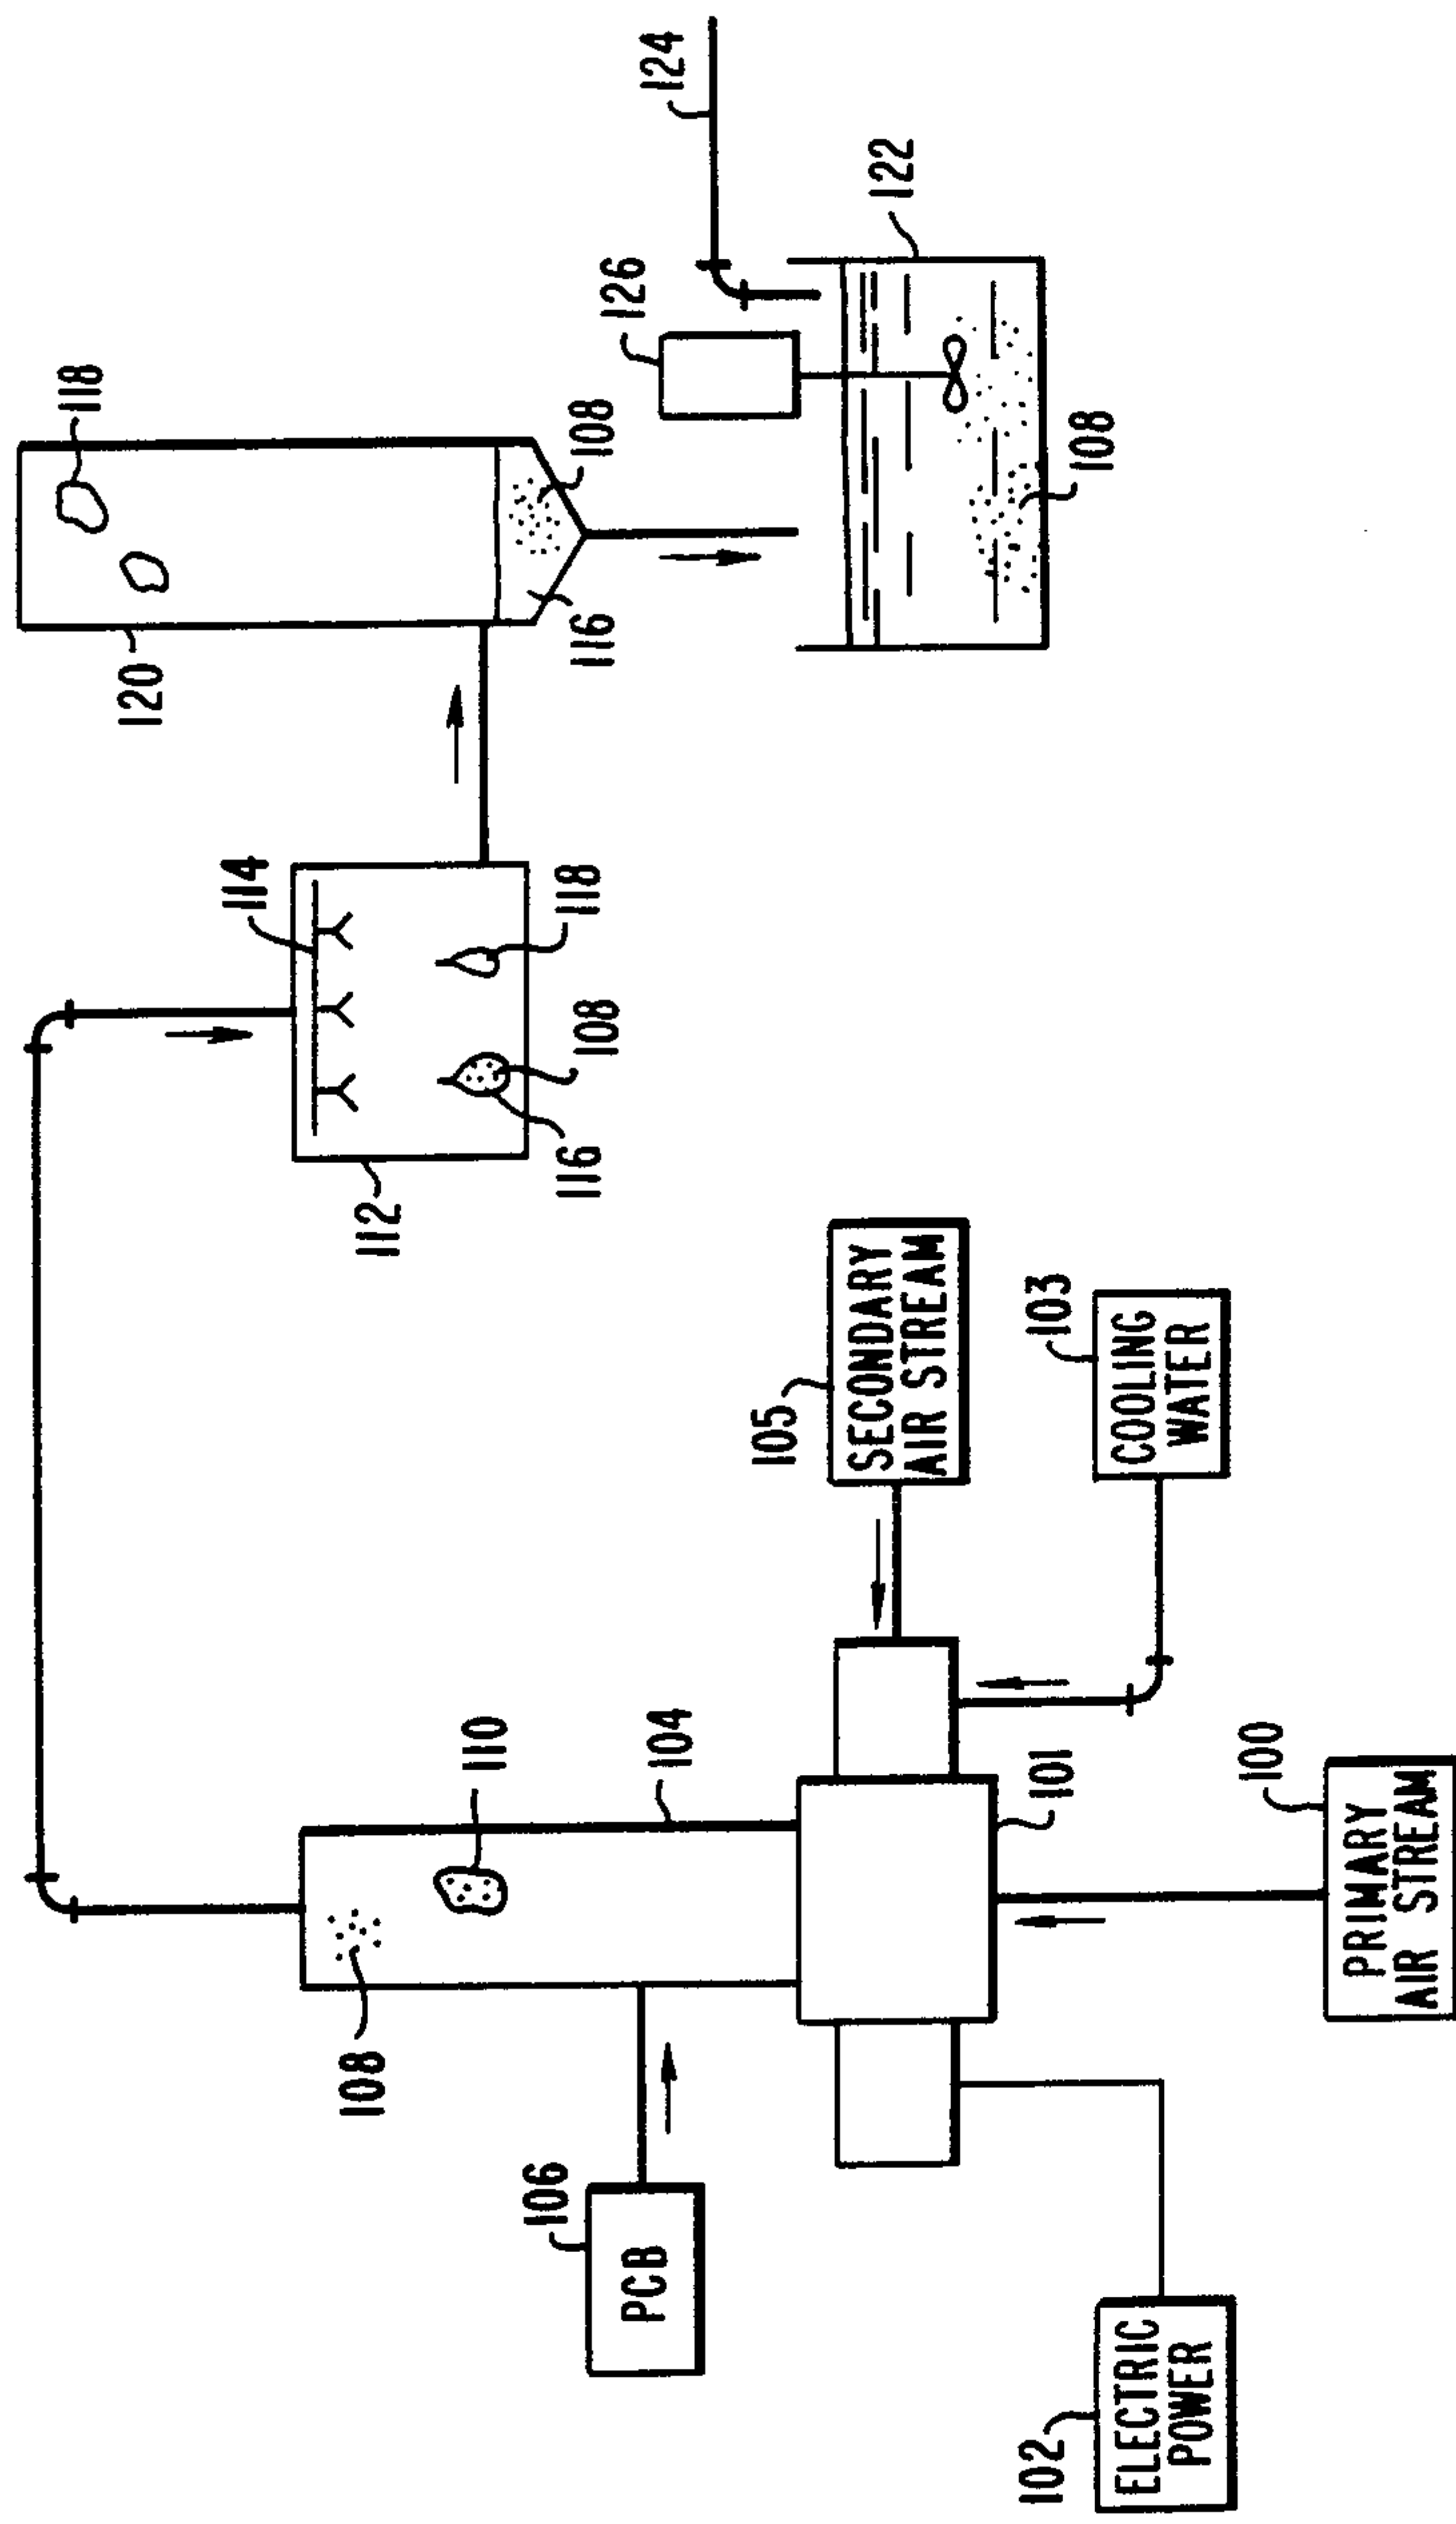 118
124
126
108
122
120
116
108
114
118
108
116
112
110
104
105
SECONDARY
AIR STREAM
103
COOLING
WATER
108
101
106
PCB
100
PRIMARY
AIR STREAM
102
ELECTRIC
POWER